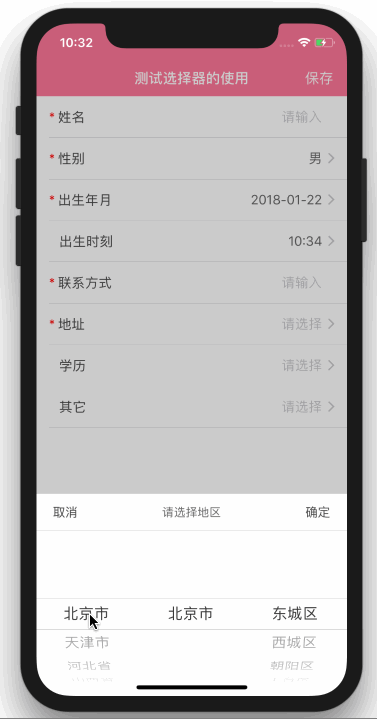 10:32
测试选择器的使用 保存
* 姓名 请输入
* 性别 男
* 出生年月 2018-01-22
出生时刻 10:34
* 联系方式 请输入
* 地址 请选择
学历 请选择
其它 请选择
取消 请选择地区 确定
北京市 北京市 东城区
天津市 西城区
河北省 朝阳区